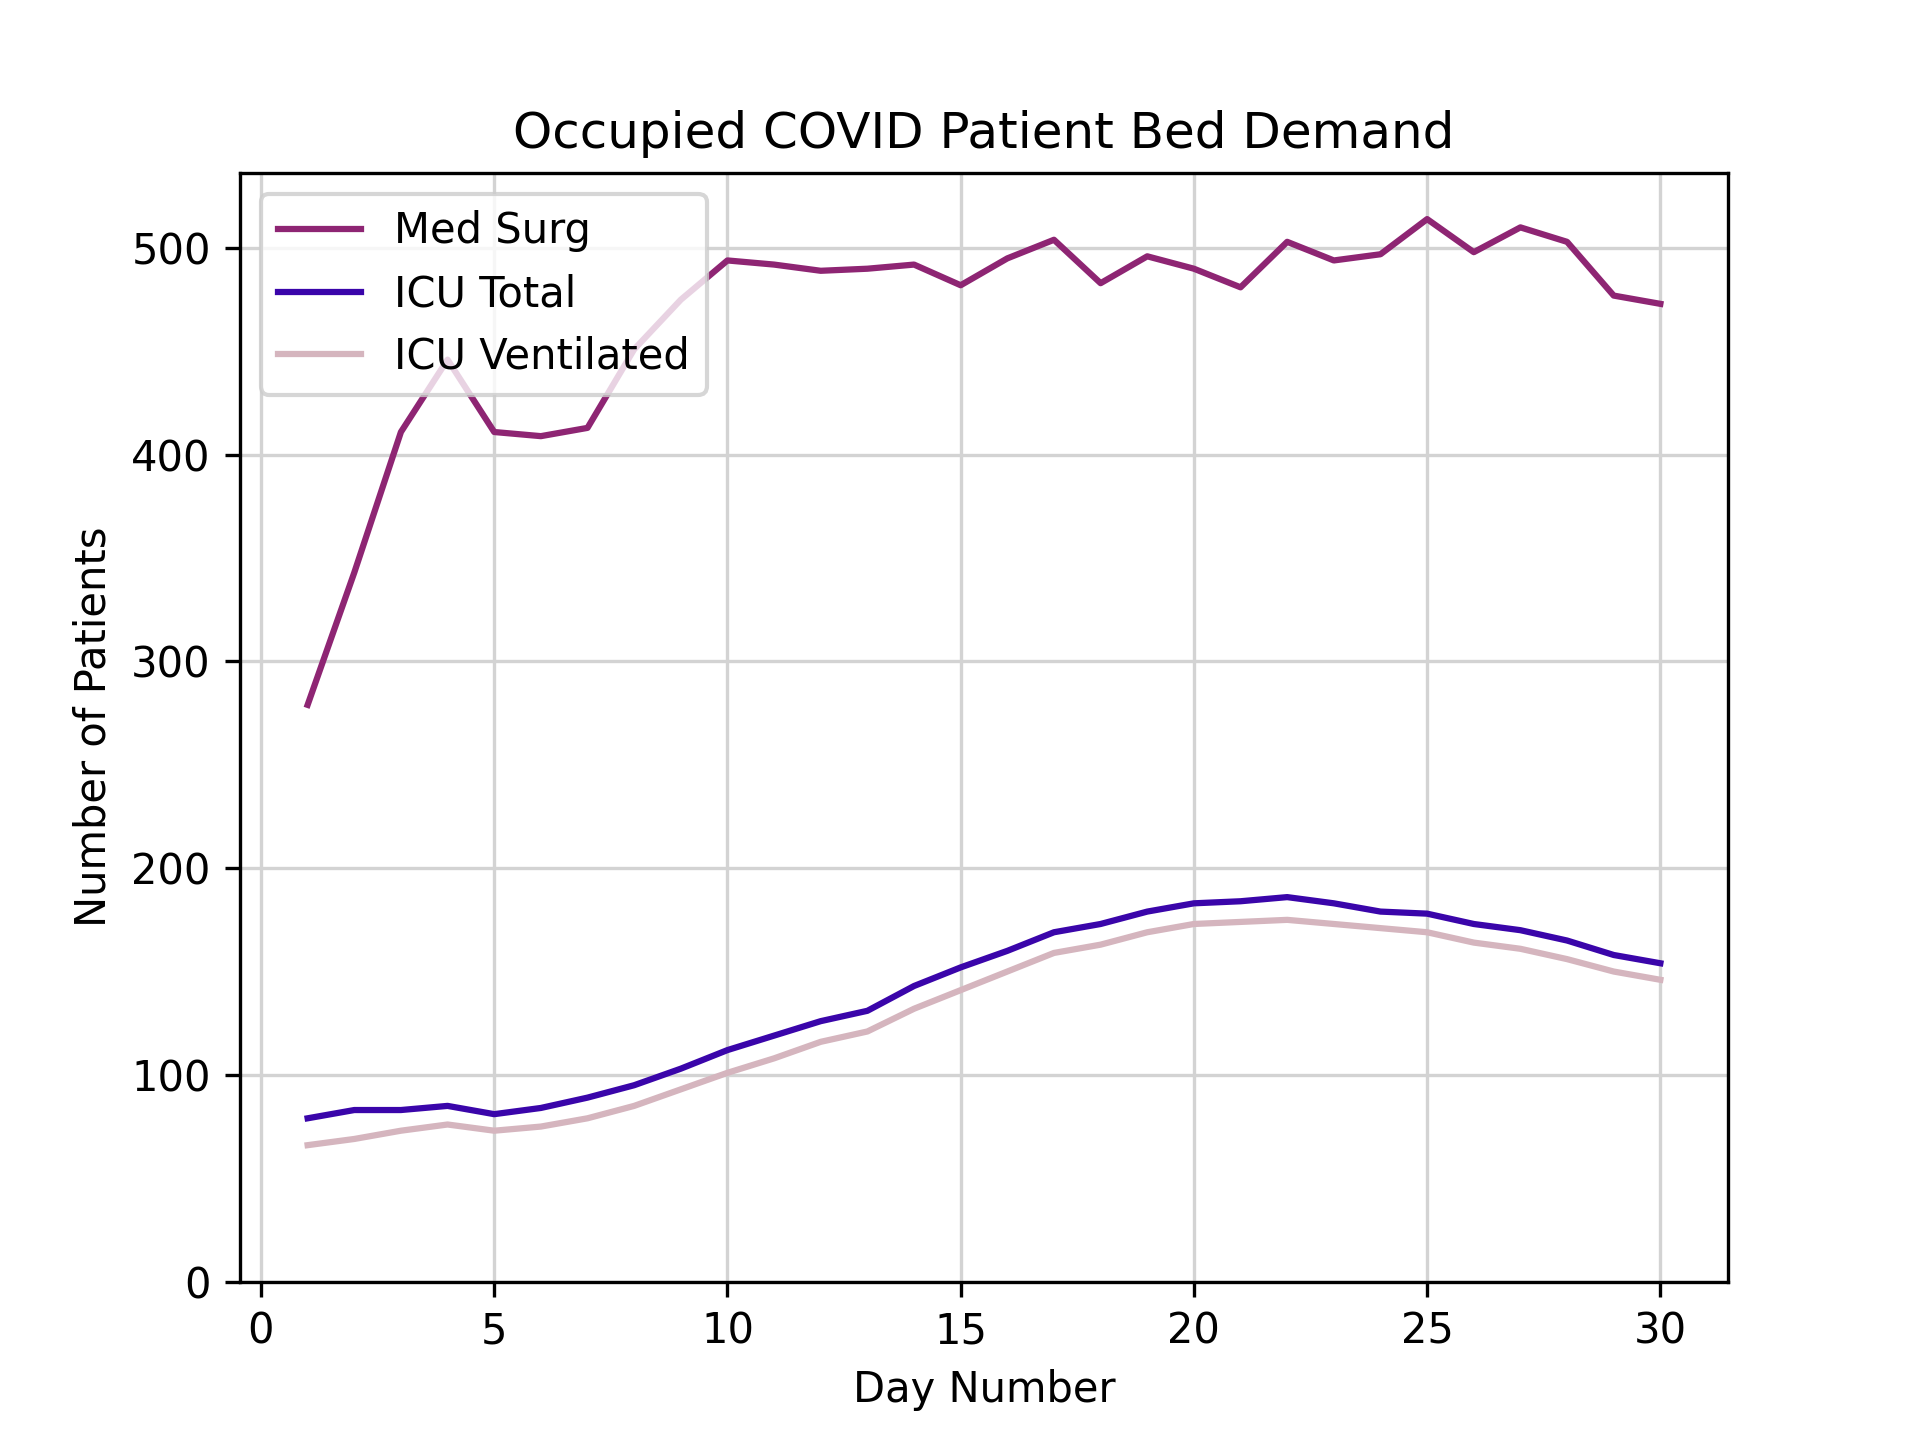 Occupied COVID Patient Bed Demand
Med Surg
ICU Total
ICU Ventilated
Number of Patients
500
400
300
200
100
0
0 5 10 15 20 25 30
Day Number